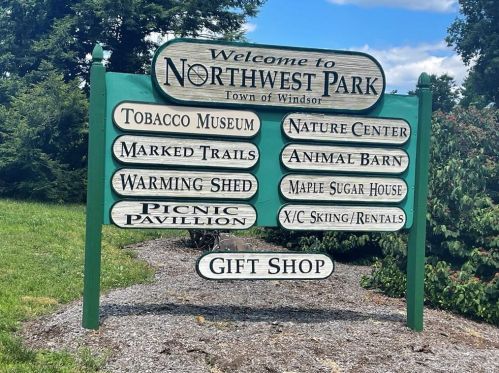 Welcome to
NORTHWEST PARK
TOWN OF WINDSOR
TOBACCO MUSEUM
MARKED TRAILS
WARMING SHED
PICNIC
PAVILLION
NATURE CENTER
ANIMAL BARN
MAPLE SUGAR HOUSE
X/C SKIING/RENTALS
GIFT SHOP